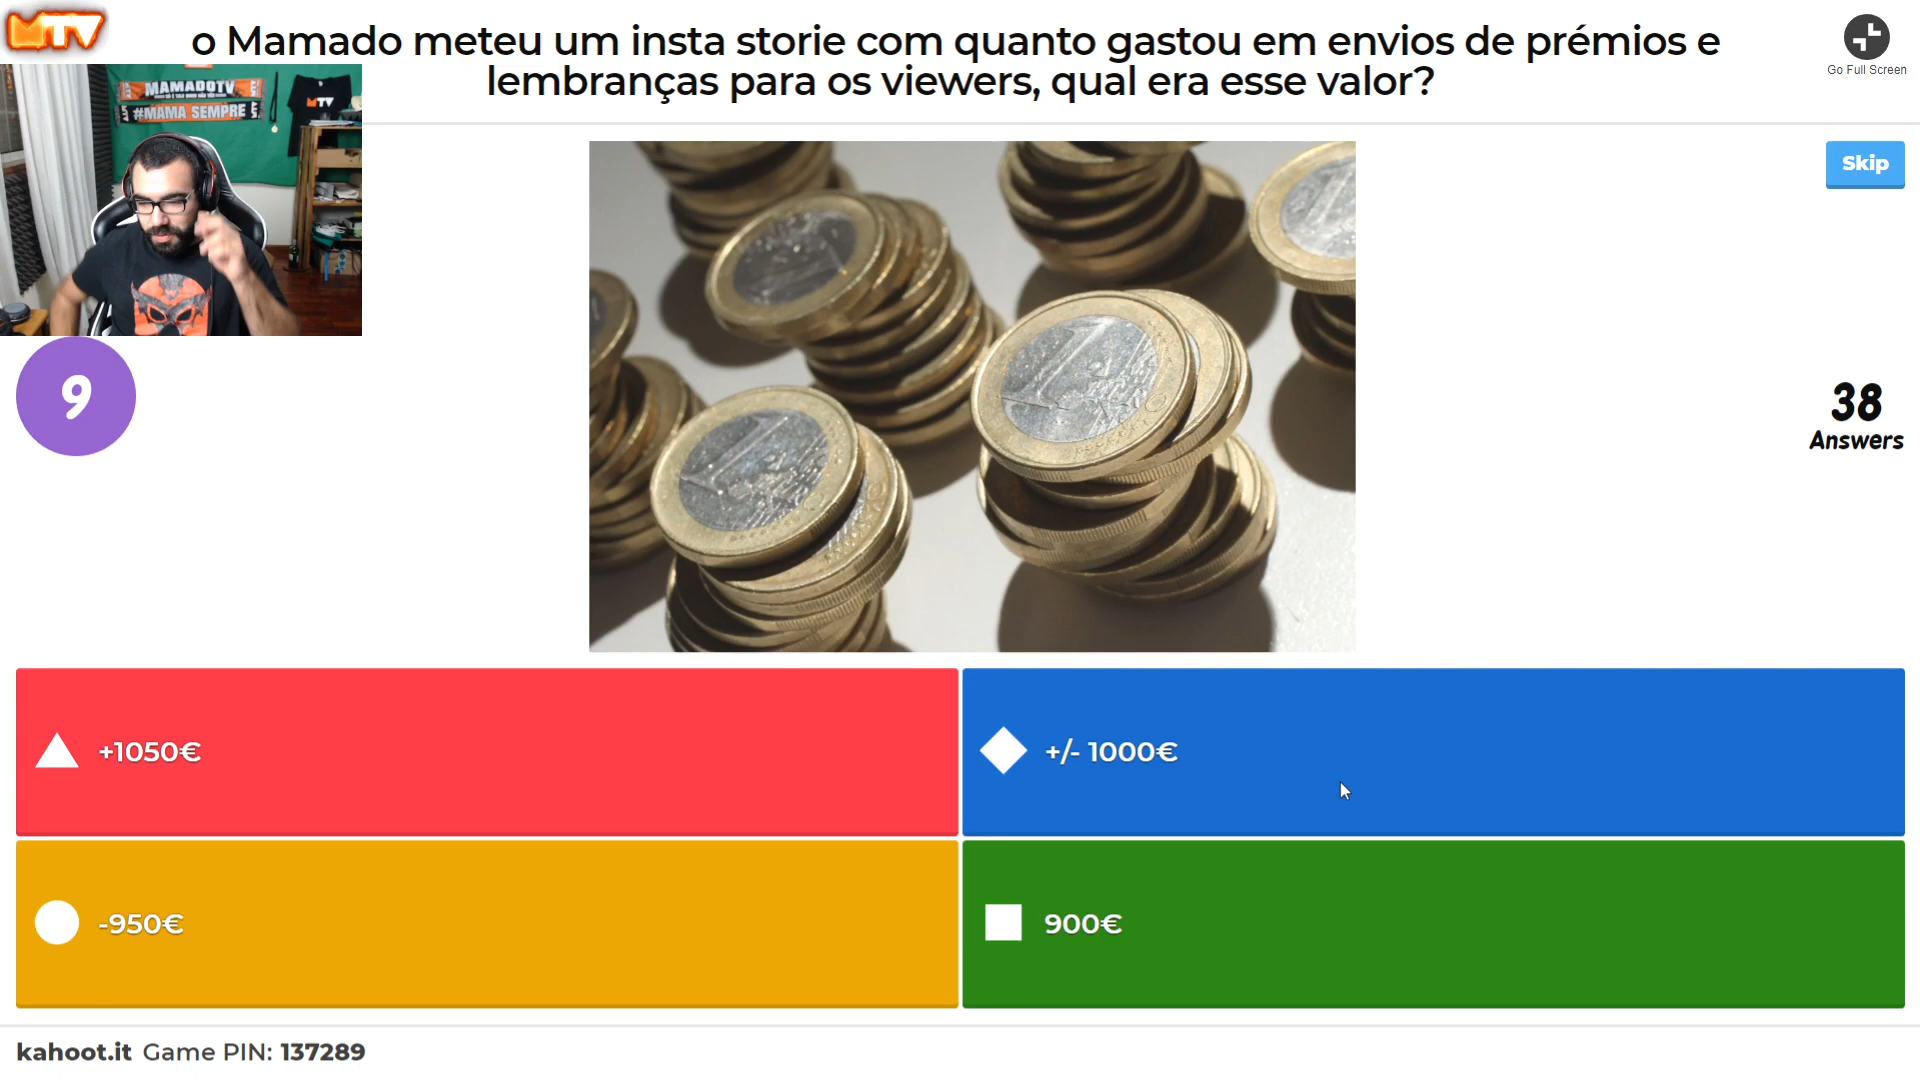 MTV
o Mamado meteu um insta storie com quanto gastou em envios de prémios e
lembranças para os viewers, qual era esse valor?
Go Full Screen
MAMADOTV
#MAMA SEMPRE
MTV
Skip
9
38
Answers
+1050€
+/- 1000€
-950€
900€
kahoot.it Game PIN: 137289